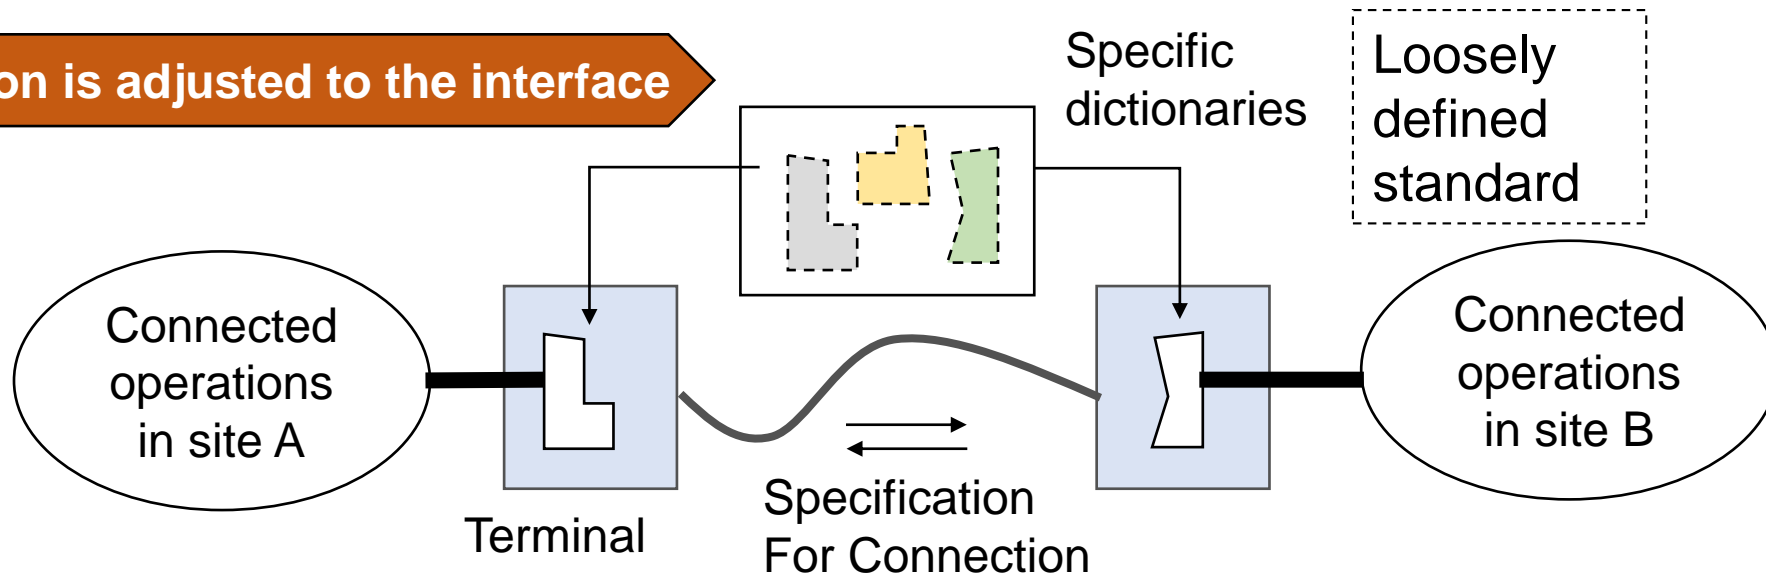 on is adjusted to the interface
Specific
dictionaries
Loosely
defined
standard
Connected
operations
in site A
Connected
operations
in site B
Terminal
Specification
For Connection